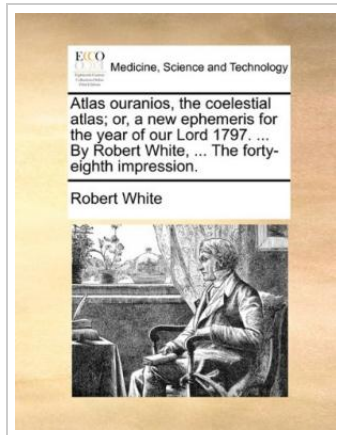 ECCO
Medicine, Science and Technology
Atlas ouranios, the coelestial
atlas; or, a new ephemeris for
the year of our Lord 1797. ...
By Robert White, ... The forty-
eighth impression.
Robert White